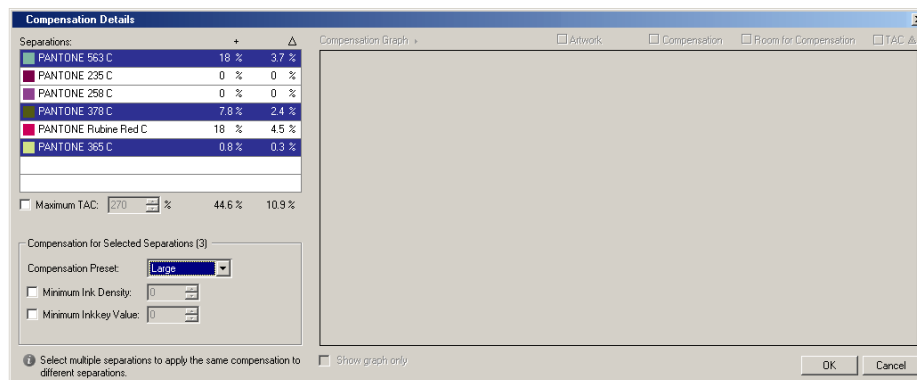 Compensation Details
Separations: + Δ
PANTONE 563 C 18 % 3.7 %
PANTONE 235 C 0 % 0 %
PANTONE 258 C 0 % 0 %
PANTONE 378 C 7.8 % 2.4 %
PANTONE Rubine Red C 18 % 4.5 %
PANTONE 365 C 0.8 % 0.3 %
Maximum TAC: 270 % 44.6 % 10.9 %
Compensation for Selected Separations (3)
Compensation Preset: Large
Minimum Ink Density: 0
Minimum Inkkey Value: 0
Select multiple separations to apply the same compensation to
different separations.
Compensation Graph Artwork Compensation Room for Compensation TAC
Show graph only
OK Cancel